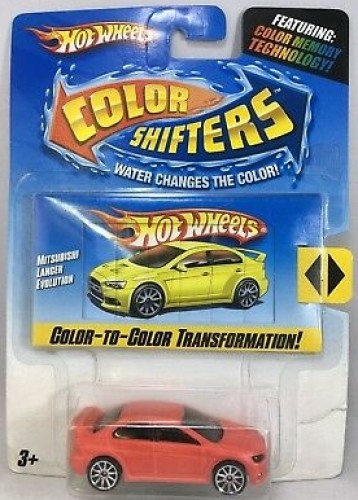 Hot Wheels
FEATURING:
COLOR MEMORY
TECHNOLOGY!
COLOR
SHIFTERS™
WATER CHANGES THE COLOR!
Hot Wheels
MITSUBISHI
LANCER
EVOLUTION
COLOR-TO-COLOR TRANSFORMATION!
3+